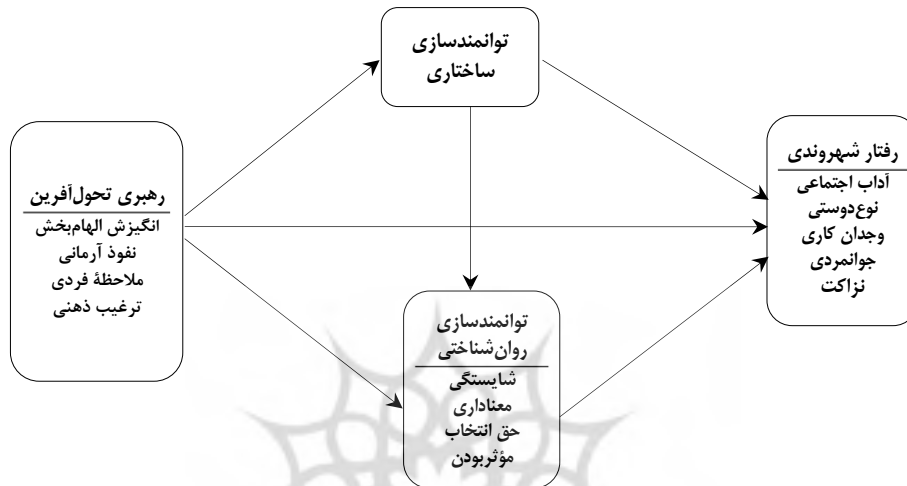 توانمندسازی
ساختاری
رفتار شهروندی
آداب اجتماعی
نوع‌دوستی
وجدان کاری
جوانمردی
نزاکت
رهبری تحول‌آفرین
انگیزش الهام‌بخش
نفوذ آرمانی
ملاحظهٔ فردی
ترغیب ذهنی
توانمندسازی
روان‌شناختی
شایستگی
معناداری
حق انتخاب
مؤثربودن